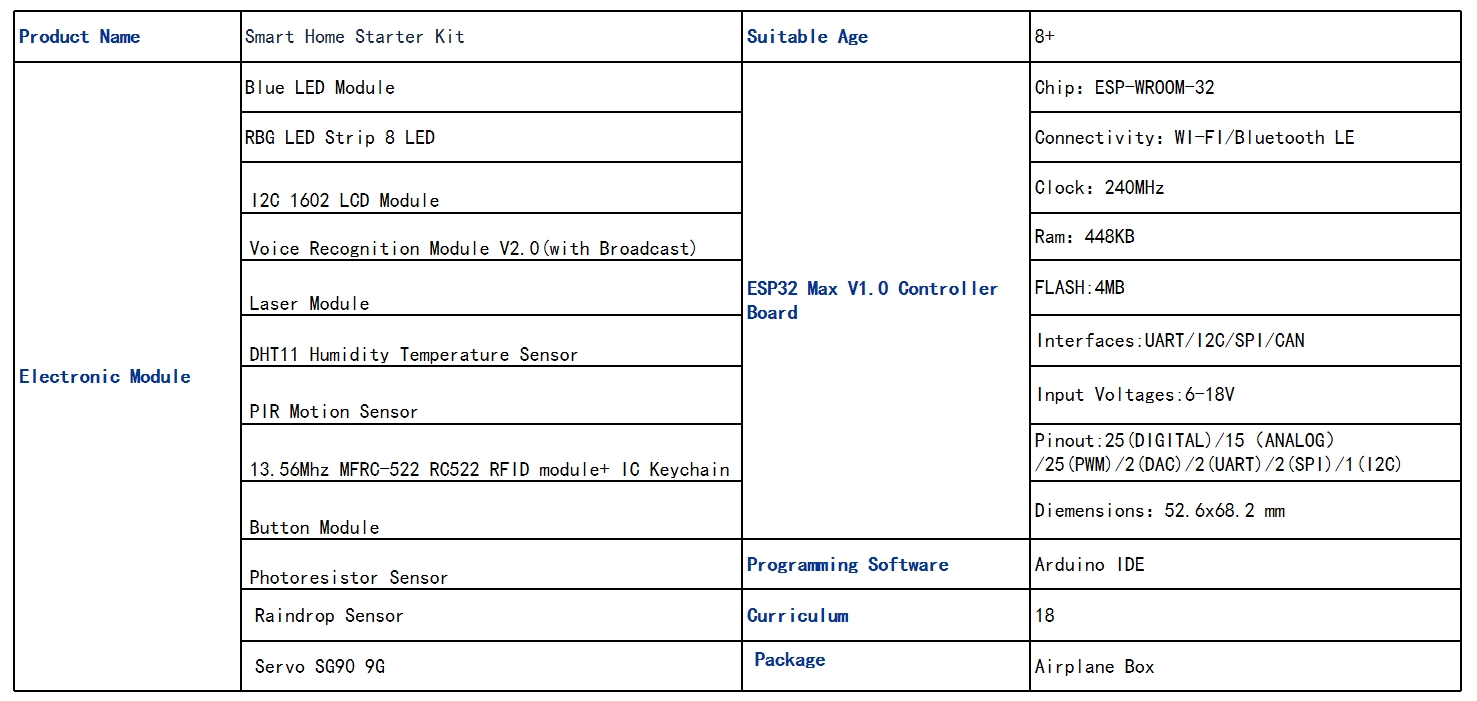 Product Name
Smart Home Starter Kit
Suitable Age
8+
Electronic Module
Blue LED Module
RBG LED Strip 8 LED
I2C 1602 LCD Module
Voice Recognition Module V2.0(with Broadcast)
Laser Module
DHT11 Humidity Temperature Sensor
PIR Motion Sensor
13.56Mhz MFRC-522 RC522 RFID module+ IC Keychain
Button Module
Photoresistor Sensor
Raindrop Sensor
Servo SG90 9G
ESP32 Max V1.0 Controller
Board
Chip：ESP-WROOM-32
Connectivity：WI-FI/Bluetooth LE
Clock：240MHz
Ram：448KB
FLASH:4MB
Interfaces:UART/I2C/SPI/CAN
Input Voltages:6-18V
Pinout:25(DIGITAL)/15（ANALOG）
/25(PWM)/2(DAC)/2(UART)/2(SPI)/1(I2C)
Diemensions：52.6x68.2 mm
Programming Software
Arduino IDE
Curriculum
18
Package
Airplane Box